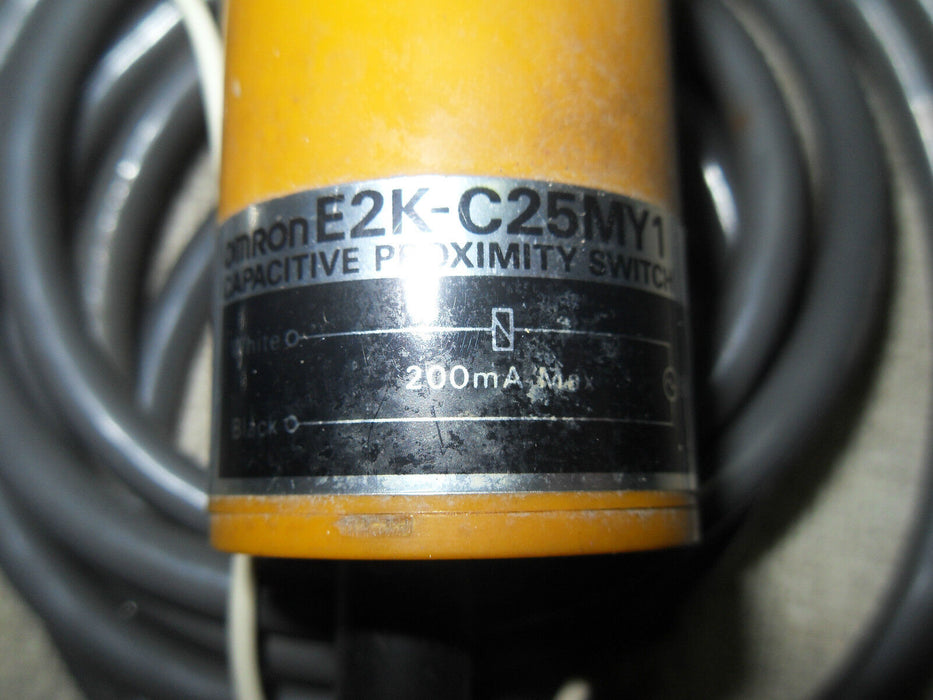 omron E2K-C25MY1
CAPACITIVE PROXIMITY SWITCH
White
200mA Max
Black